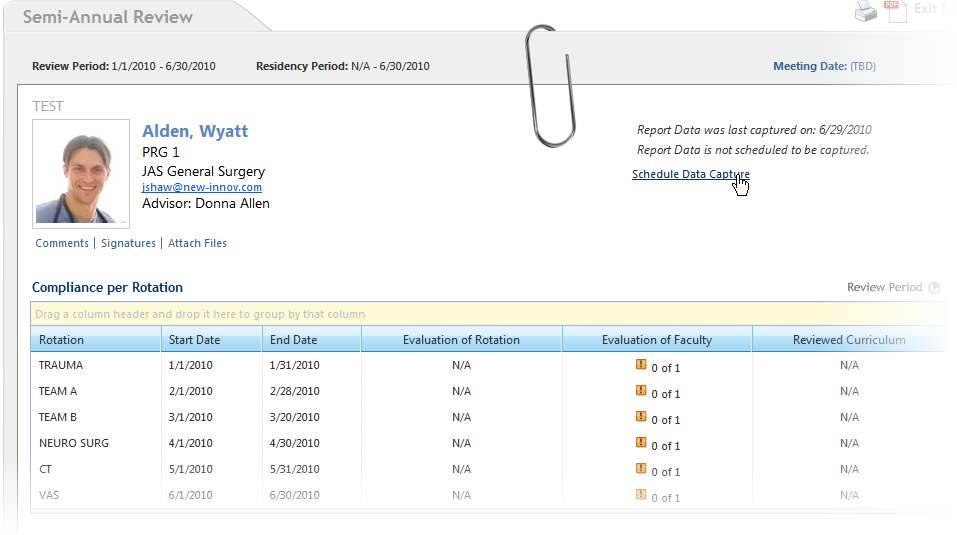 Semi-Annual Review
PDF
Exit
Review Period: 1/1/2010 - 6/30/2010 Residency Period: N/A - 6/30/2010 Meeting Date: (TBD)
TEST
Alden, Wyatt
PRG 1
JAS General Surgery
jshaw@new-innov.com
Advisor: Donna Allen
Report Data was last captured on: 6/29/2010
Report Data is not scheduled to be captured.
Schedule Data Capture
Comments | Signatures | Attach Files
Compliance per Rotation Review Period
Drag a column header and drop it here to group by that column
Rotation Start Date End Date Evaluation of Rotation Evaluation of Faculty Reviewed Curriculum
TRAUMA 1/1/2010 1/31/2010 N/A 0 of 1 N/A
TEAM A 2/1/2010 2/28/2010 N/A 0 of 1 N/A
TEAM B 3/1/2010 3/20/2010 N/A 0 of 1 N/A
NEURO SURG 4/1/2010 4/30/2010 N/A 0 of 1 N/A
CT 5/1/2010 5/31/2010 N/A 0 of 1 N/A
VAS 6/1/2010 6/30/2010 N/A 0 of 1 N/A